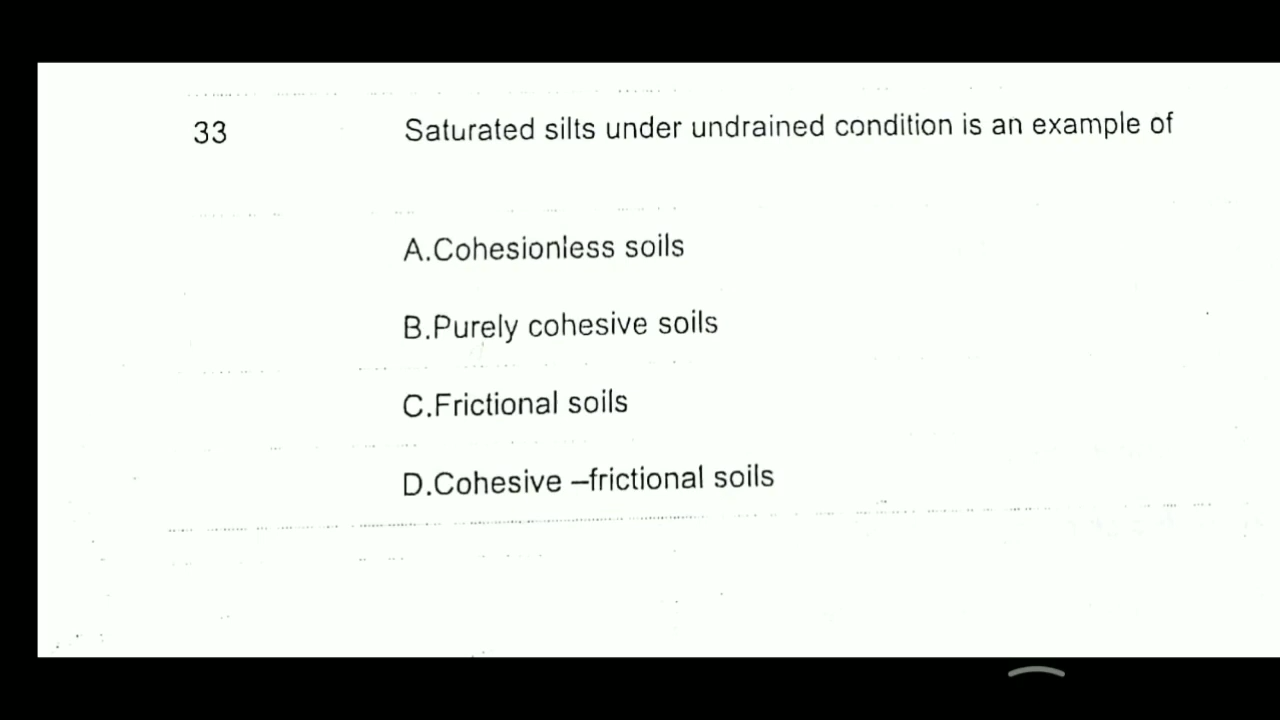 33 Saturated silts under undrained condition is an example of
A.Cohesionless soils
B.Purely cohesive soils
C.Frictional soils
D.Cohesive –frictional soils